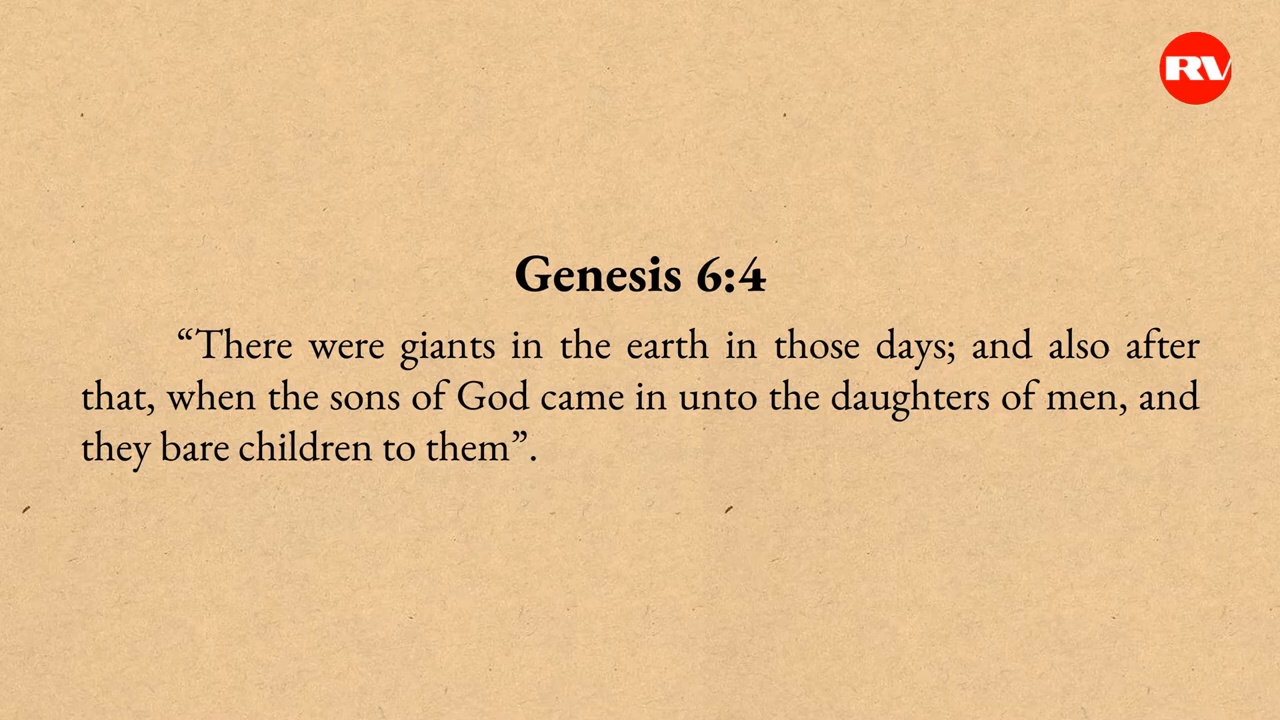 RV
Genesis 6:4
“There were giants in the earth in those days; and also after
that, when the sons of God came in unto the daughters of men, and
they bare children to them”.